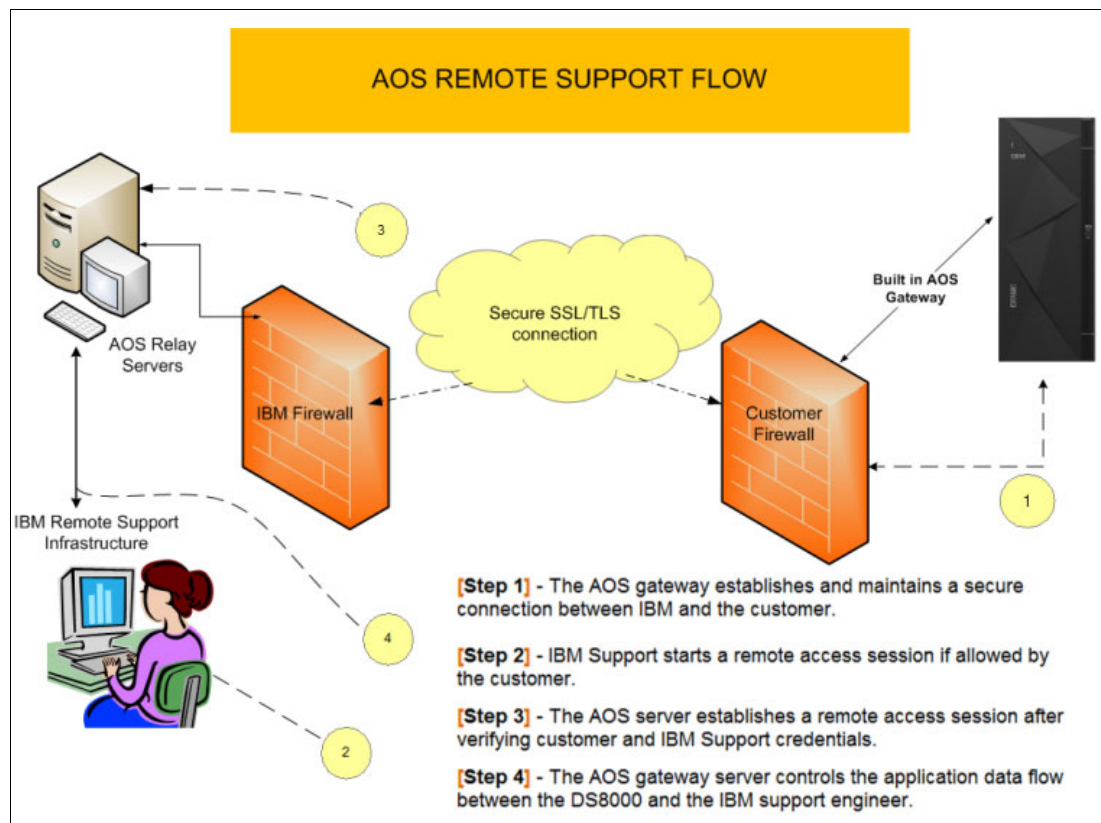 AOS REMOTE SUPPORT FLOW
IBM
3
Built in AOS
Gateway
Secure SSL/TLS
connection
AOS Relay
Servers
IBM Firewall
Customer
Firewall
1
IBM Remote Support
Infrastructure
4
2
[Step 1] - The AOS gateway establishes and maintains a secure
connection between IBM and the customer.
[Step 2] - IBM Support starts a remote access session if allowed by
the customer.
[Step 3] - The AOS server establishes a remote access session after
verifying customer and IBM Support credentials.
[Step 4] - The AOS gateway server controls the application data flow
between the DS8000 and the IBM support engineer.